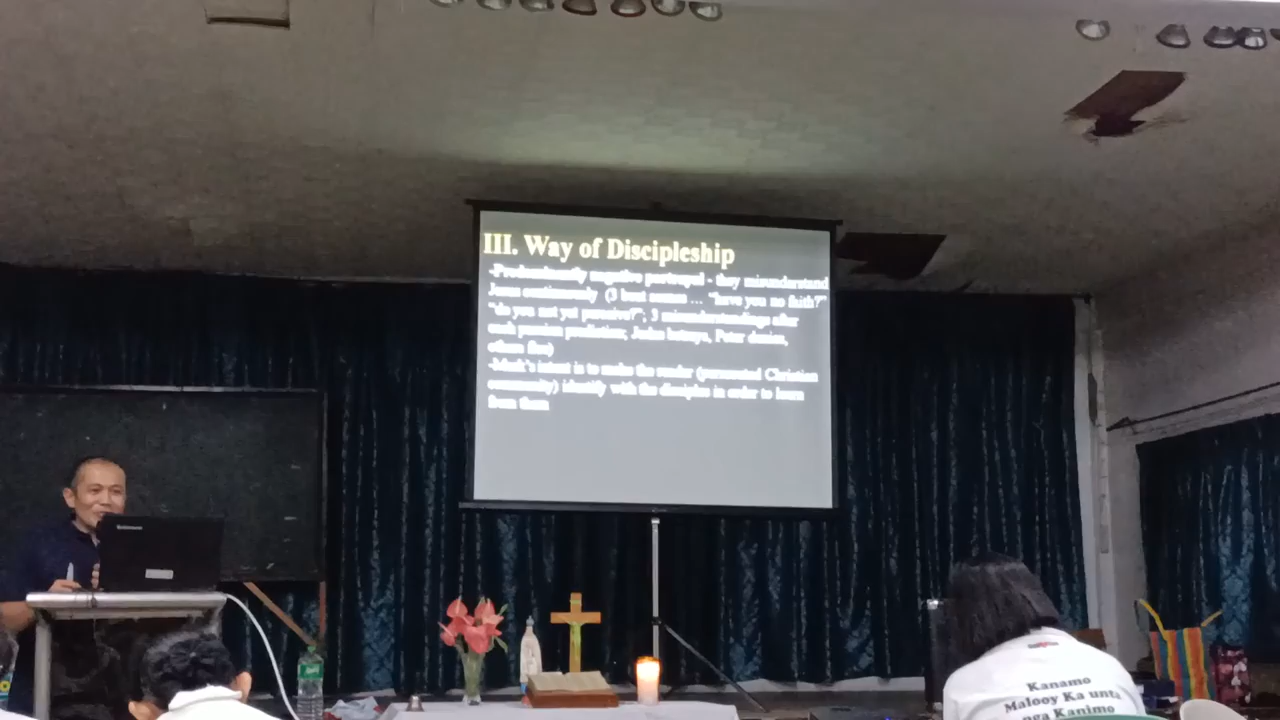 III. Way of Discipleship
-Predominantly negative portrayal - they misunderstand
Jesus continuously (3 boat scenes ... "have you no faith?"
"do you not yet perceive?"; 3 misunderstandings after
each passion prediction; Judas betrays, Peter denies,
others flee)
-Mark's intent is to make the reader (persecuted Christian
community) identify with the disciples in order to learn
from them
Kanamo
Malooy Ka unta
nga Kanimo